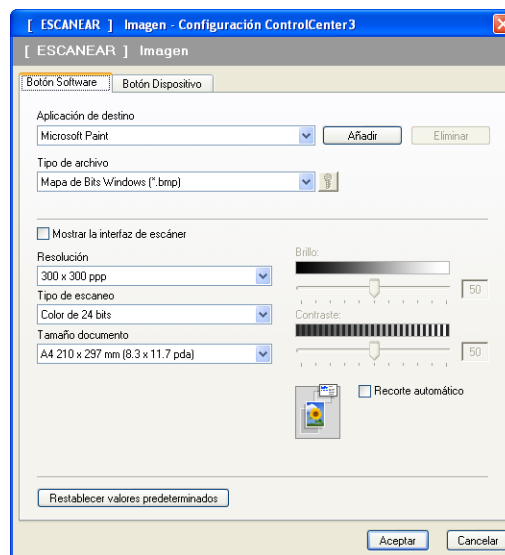 [ ESCANEAR ] Imagen - Configuración ControlCenter3
[ ESCANEAR ] Imagen
Botón Software Botón Dispositivo
Aplicación de destino
Microsoft Paint Añadir Eliminar
Tipo de archivo
Mapa de Bits Windows (*.bmp)
Mostrar la interfaz de escáner
Resolución
300 x 300 ppp
Tipo de escaneo
Color de 24 bits
Tamaño documento
A4 210 x 297 mm (8.3 x 11.7 pda)
Brillo:
50
Contraste:
50
Recorte automático
Restablecer valores predeterminados
Aceptar Cancelar